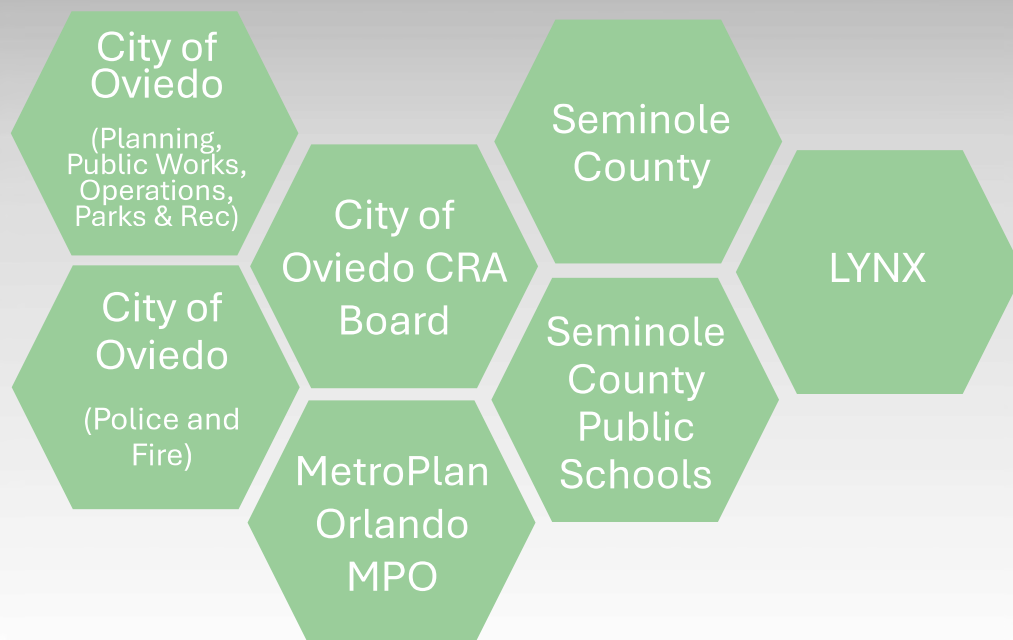 City of
Oviedo
(Planning,
Public Works,
Operations,
Parks & Rec)
City of
Oviedo
(Police and
Fire)
City of
Oviedo CRA
Board
MetroPlan
Orlando
MPO
Seminole
County
Seminole
County
Public
Schools
LYNX